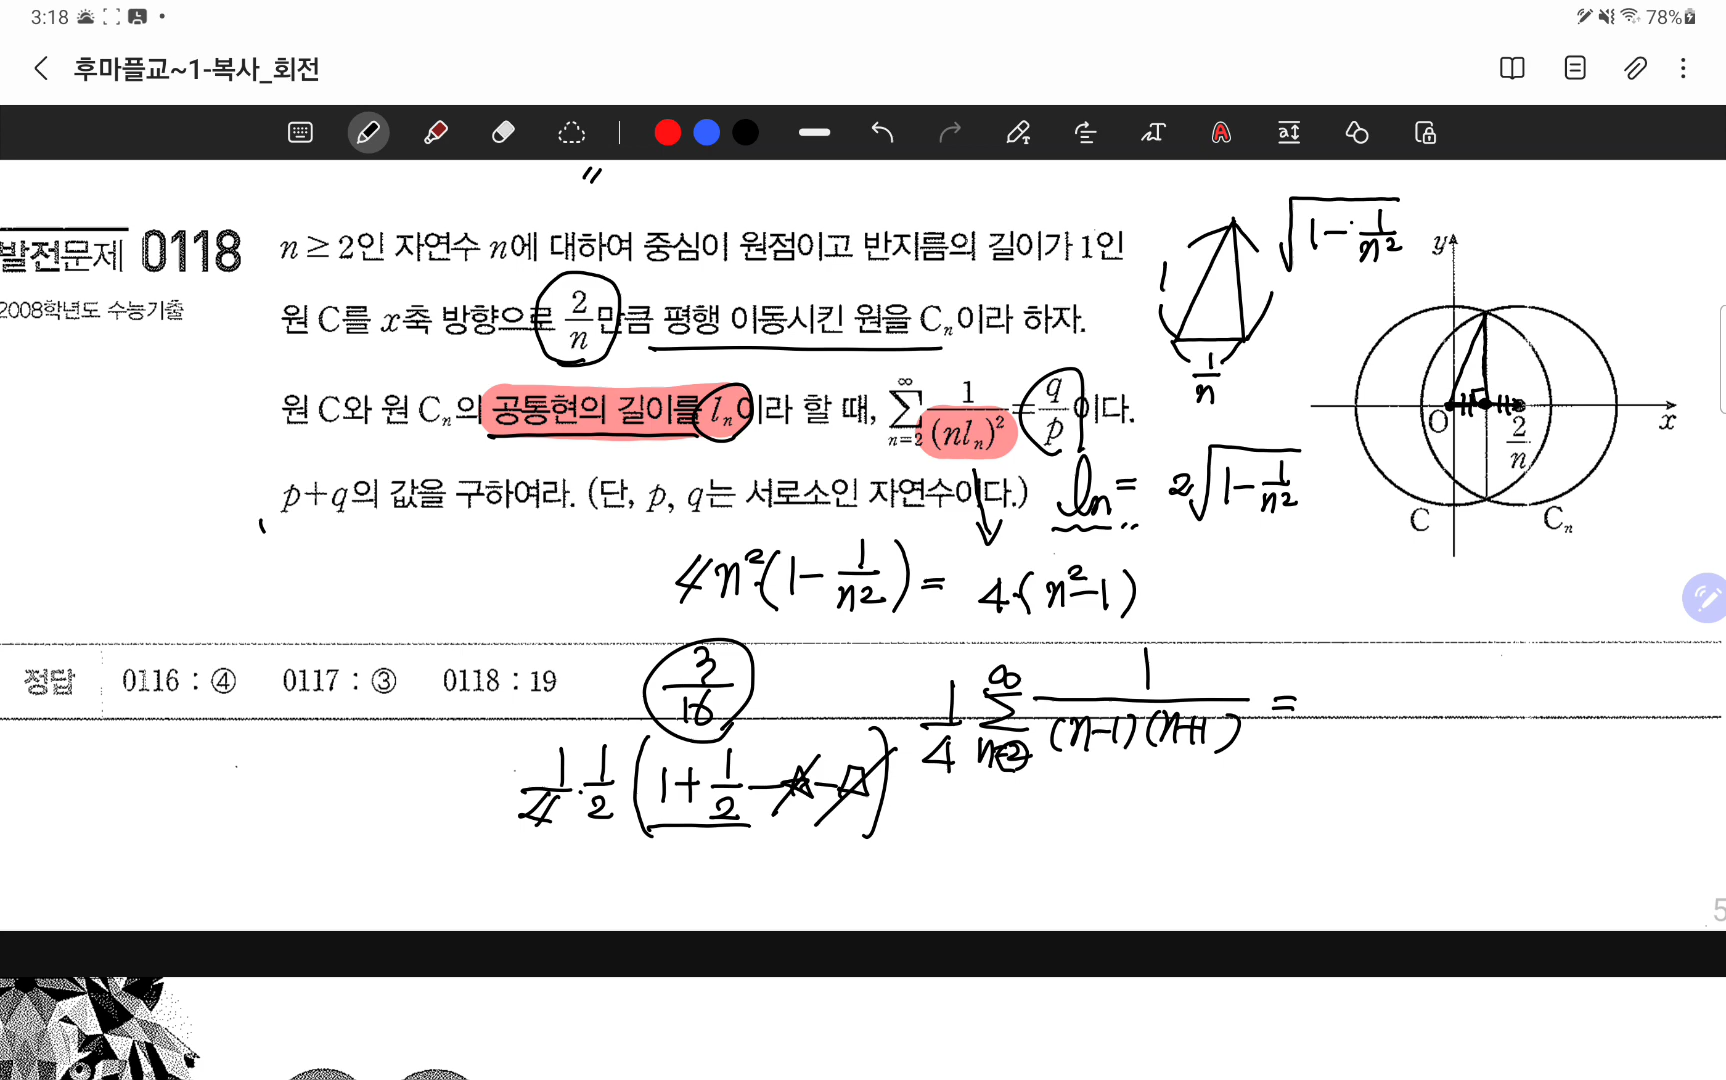 3:18
78%
후마플교~1-복사_회전
〃
발전문제 0118
2008학년도 수능기출
n ≥ 2인 자연수 n에 대하여 중심이 원점이고 반지름의 길이가 1인
원 C를 x축 방향으로 2/n만큼 평행 이동시킨 원을 Cₙ이라 하자.
원 C와 원 Cₙ의 공통현의 길이를 lₙ이라 할 때, ∑_{n=2}^{∞} 1/(nlₙ)² = q/p이다.
p+q의 값을 구하여라. (단, p, q는 서로소인 자연수이다.)
1
1/n
√(1-1/n²)
y
x
O
2/n
C
Cₙ
lₙ = 2√(1-1/n²)
4n²(1-1/n²) = 4·(n²-1)
정답 0116 : ④ 0117 : ③ 0118 : 19
3/16
1/4 ∑_{n=2}^{∞} 1/((n-1)(n+1)) =
1/4 · 1/2 (1+1/2-☆-□)
5